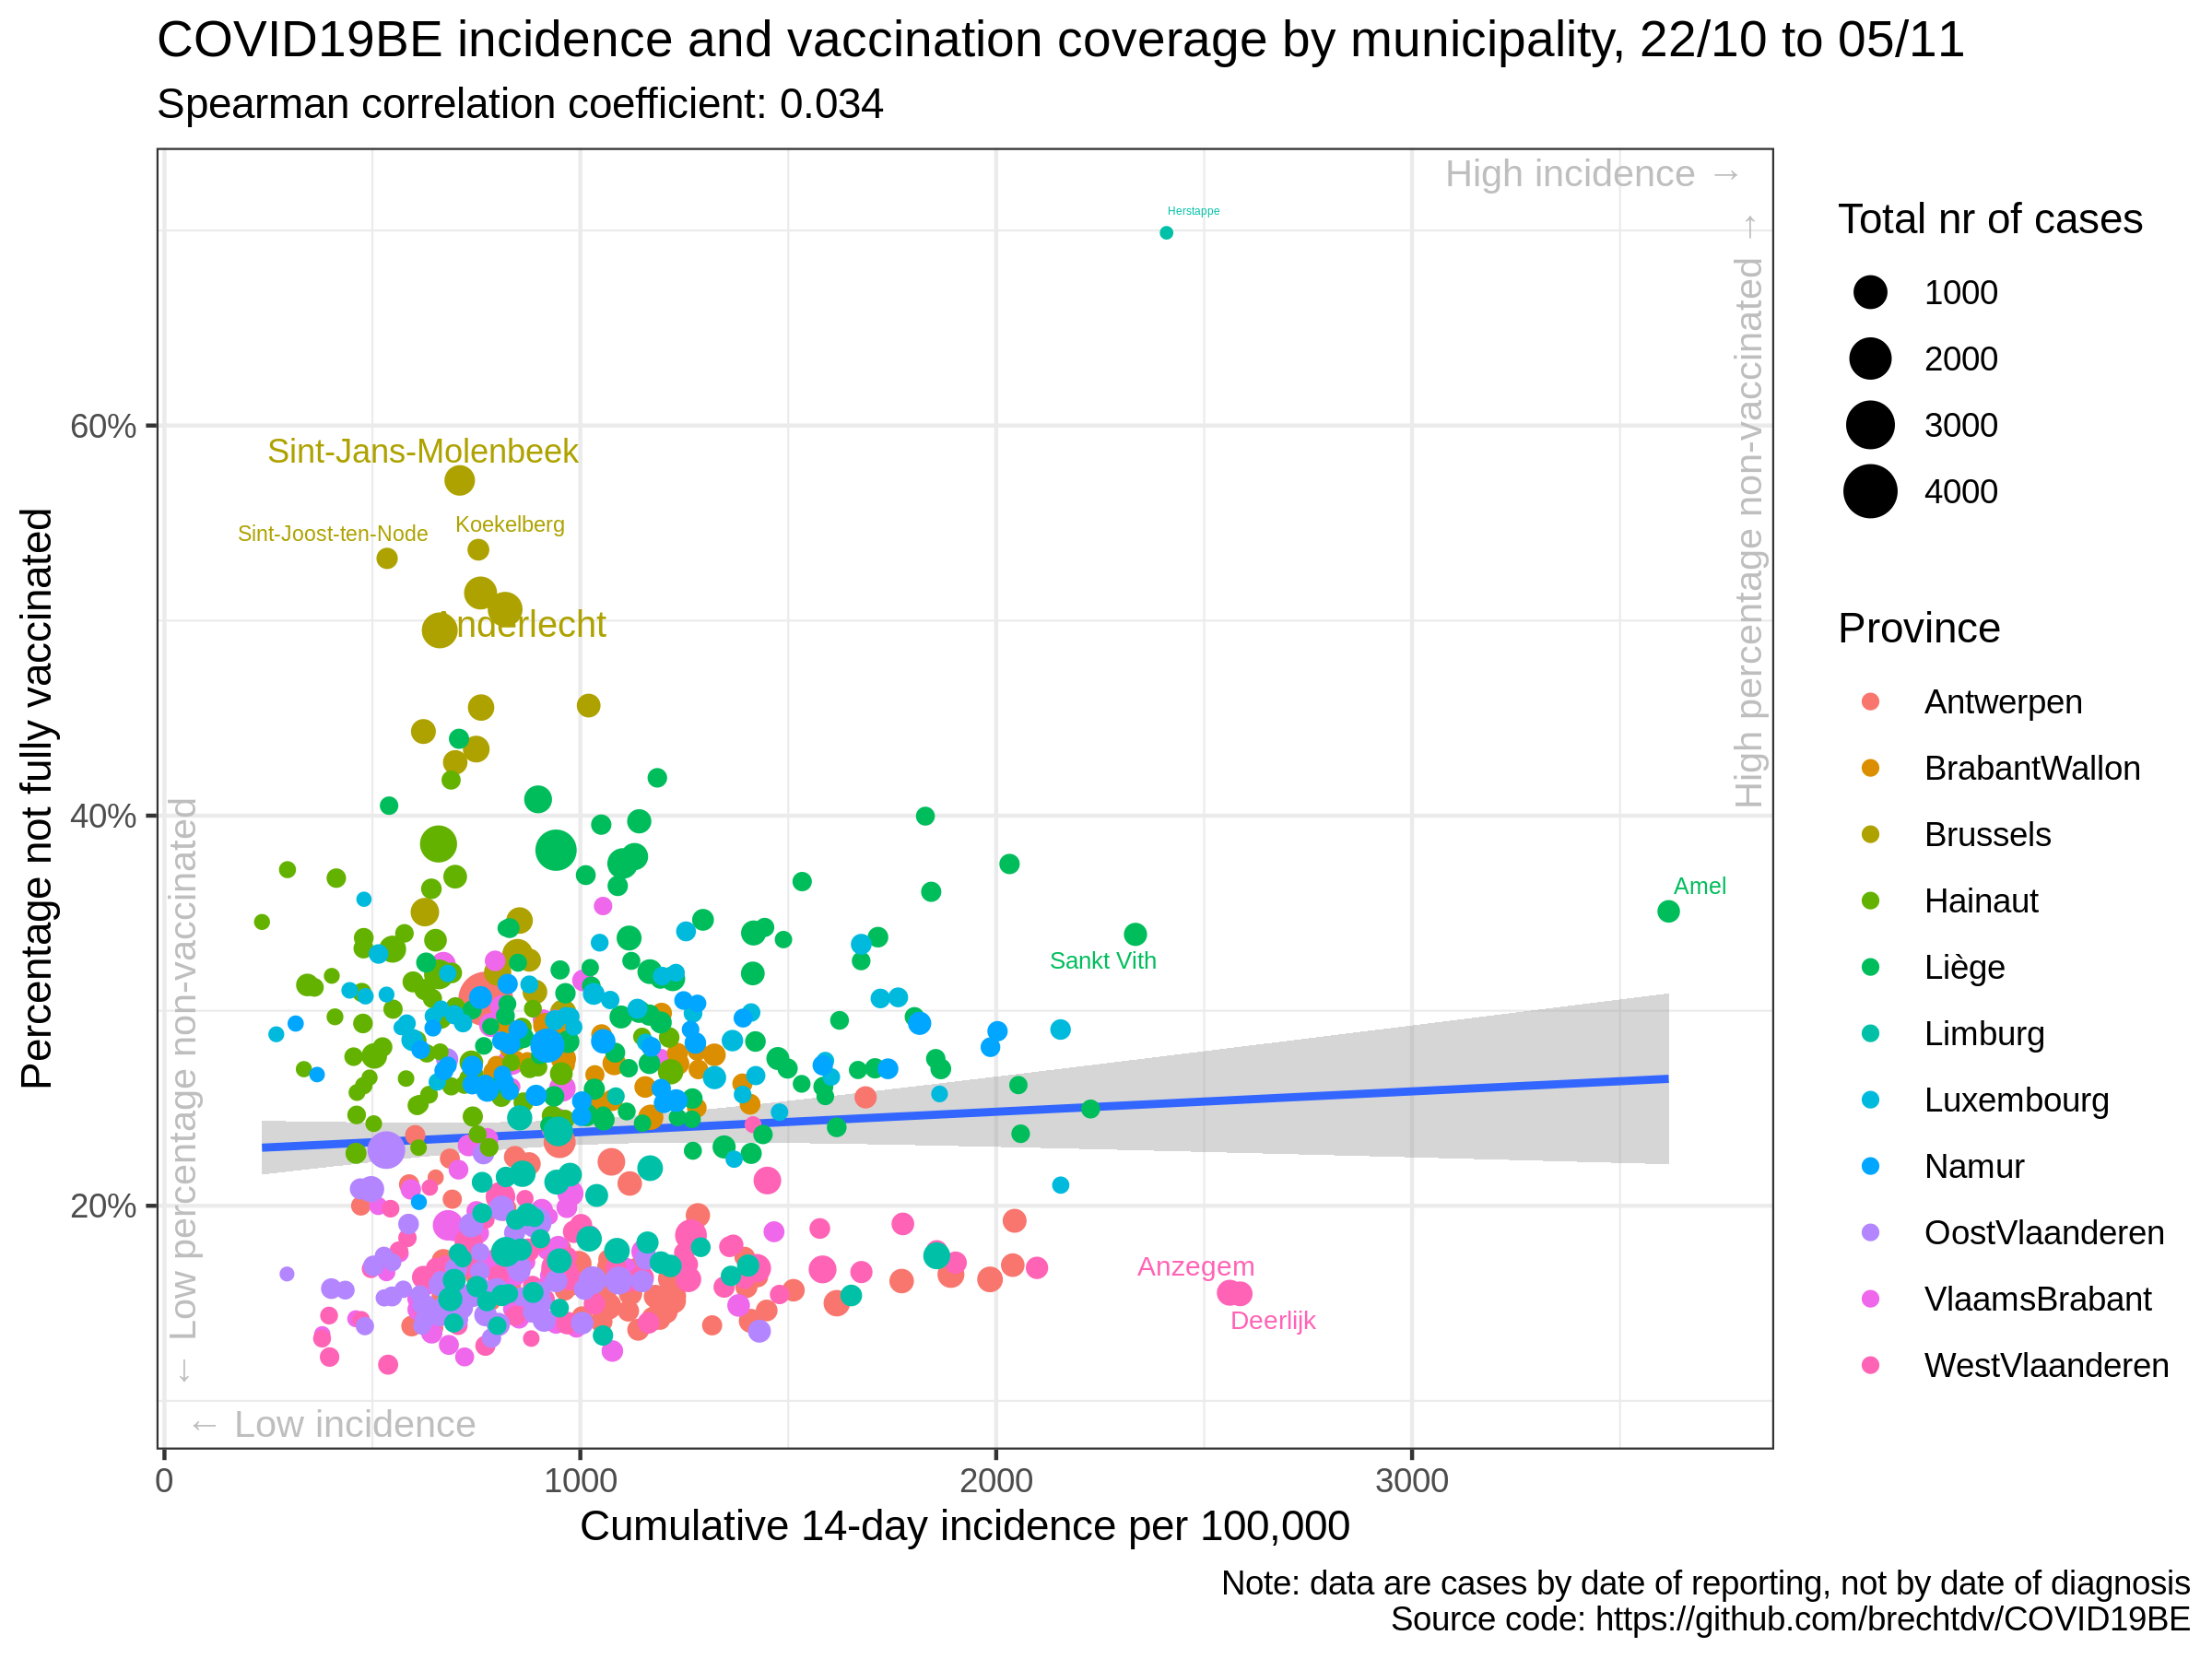 COVID19BE incidence and vaccination coverage by municipality, 22/10 to 05/11
Spearman correlation coefficient: 0.034
High incidence →
High percentage non-vaccinated →
Herstappe
Sint-Jans-Molenbeek
Sint-Joost-ten-Node
Koekelberg
Anderlecht
Amel
Sankt Vith
Anzegem
Deerlijk
← Low percentage non-vaccinated
← Low incidence
Percentage not fully vaccinated
60%
40%
20%
0
1000
2000
3000
Cumulative 14-day incidence per 100,000
Total nr of cases
1000
2000
3000
4000
Province
Antwerpen
BrabantWallon
Brussels
Hainaut
Liège
Limburg
Luxembourg
Namur
OostVlaanderen
VlaamsBrabant
WestVlaanderen
Note: data are cases by date of reporting, not by date of diagnosis
Source code: https://github.com/brechtdv/COVID19BE